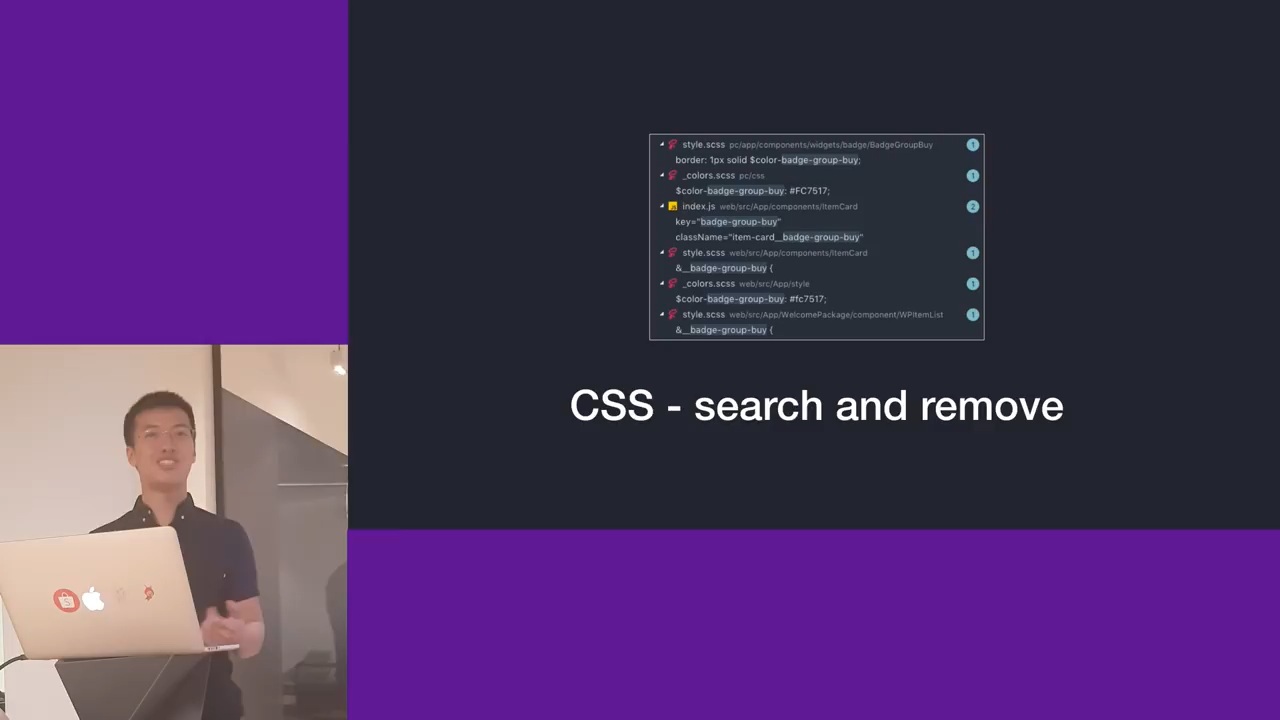 style.scss pc/app/components/widgets/badge/BadgeGroupBuy 1
border: 1px solid $color-badge-group-buy;
_colors.scss pc/css 1
$color-badge-group-buy: #FC7517;
index.js web/src/App/components/ItemCard 2
key="badge-group-buy"
className="item-card__badge-group-buy"
style.scss web/src/App/components/ItemCard 1
&__badge-group-buy {
_colors.scss web/src/App/style 1
$color-badge-group-buy: #fc7517;
style.scss web/src/App/WelcomePackage/component/WPItemList 1
&__badge-group-buy {
CSS - search and remove